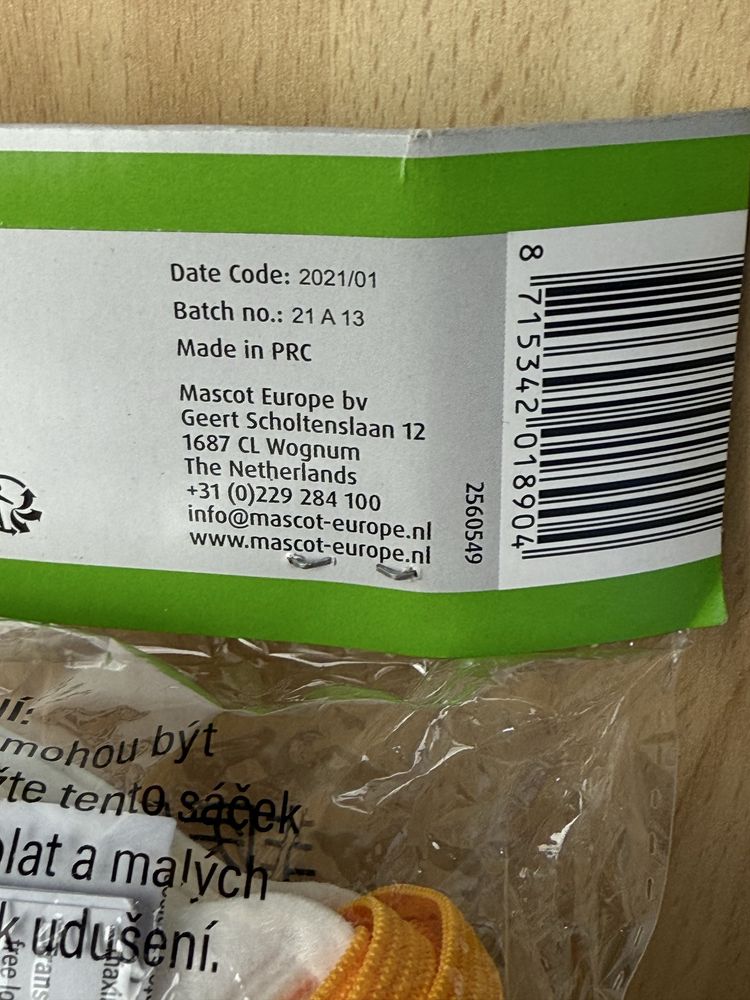 Date Code: 2021/01
Batch no.: 21 A 13
Made in PRC
Mascot Europe bv
Geert Scholtenslaan 12
1687 CL Wognum
The Netherlands
+31 (0)229 284 100
info@mascot-europe.nl
www.mascot-europe.nl
2560549
8 715342 018904
mohou být
tento sáček
a malých
udušení.